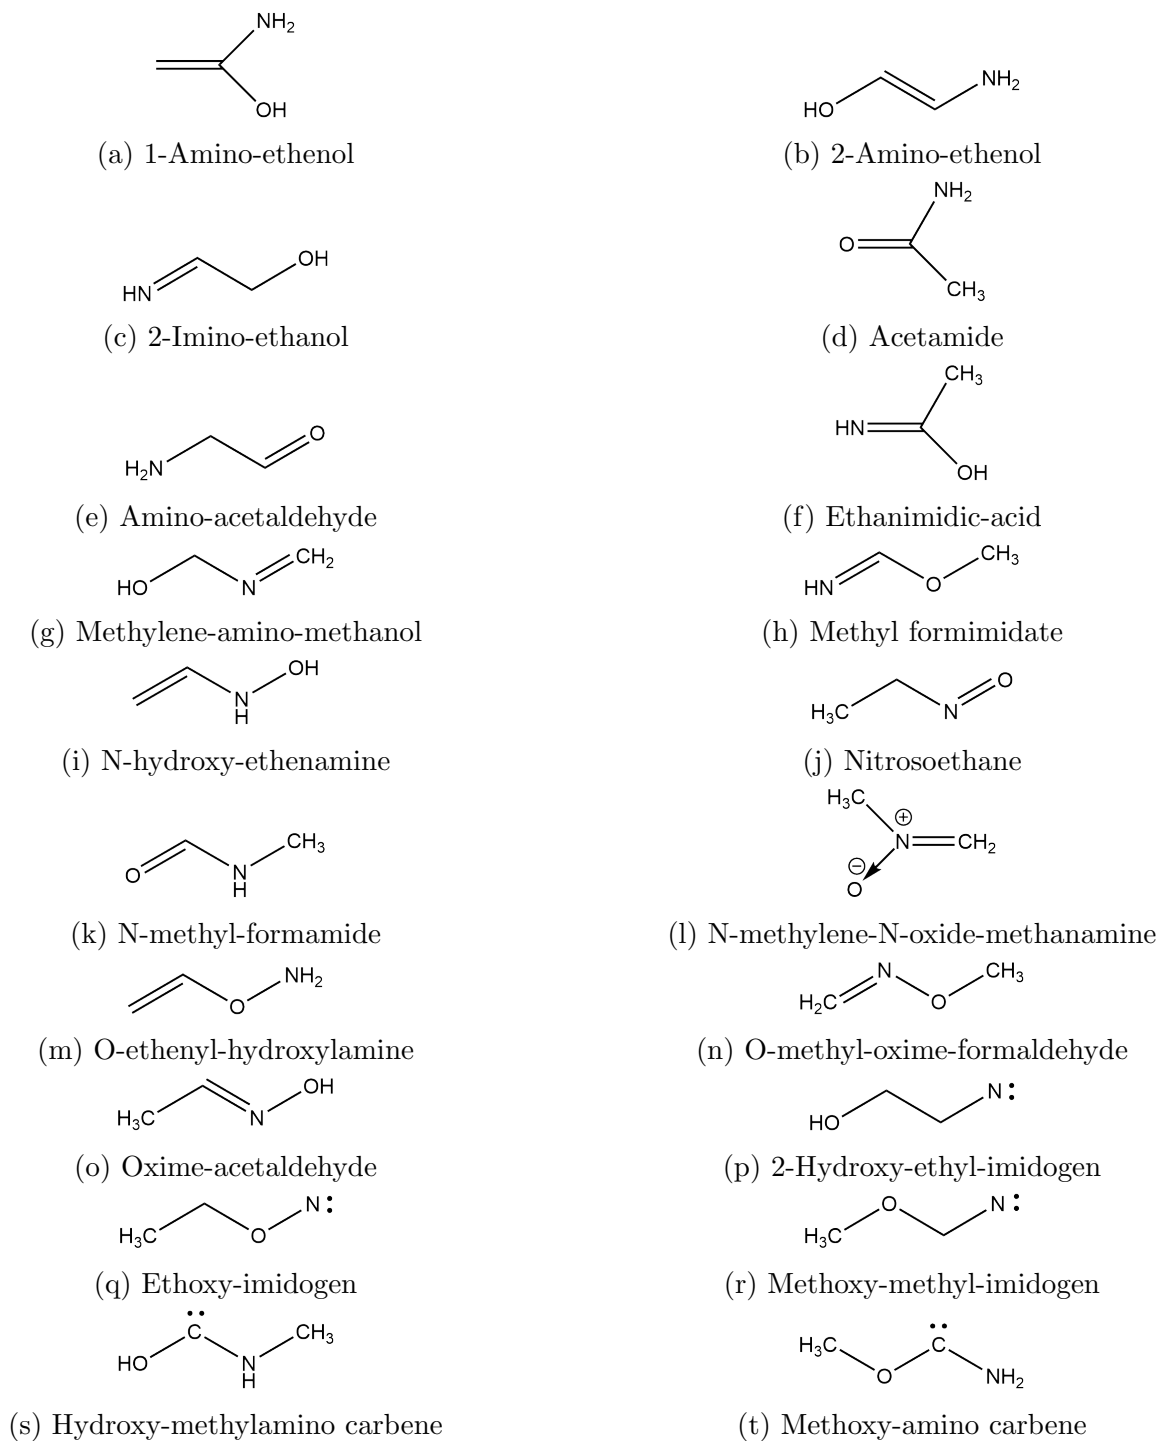 NH2
OH
(a) 1-Amino-ethenol
HO NH2
(b) 2-Amino-ethenol
HN OH
(c) 2-Imino-ethanol
NH2
O
CH3
(d) Acetamide
H2N O
(e) Amino-acetaldehyde
CH3
HN
OH
(f) Ethanimidic-acid
HO N CH2
(g) Methylene-amino-methanol
HN O CH3
(h) Methyl formimidate
OH
N
H
(i) N-hydroxy-ethenamine
H3C N O
(j) Nitrosoethane
O N CH3
H
(k) N-methyl-formamide
H3C
+
N CH2
−
O
(l) N-methylene-N-oxide-methanamine
O NH2
(m) O-ethenyl-hydroxylamine
H2C N O CH3
(n) O-methyl-oxime-formaldehyde
H3C N OH
(o) Oxime-acetaldehyde
HO N:
(p) 2-Hydroxy-ethyl-imidogen
H3C O N:
(q) Ethoxy-imidogen
H3C O N:
(r) Methoxy-methyl-imidogen
HO C N CH3
H
(s) Hydroxy-methylamino carbene
H3C O C NH2
(t) Methoxy-amino carbene